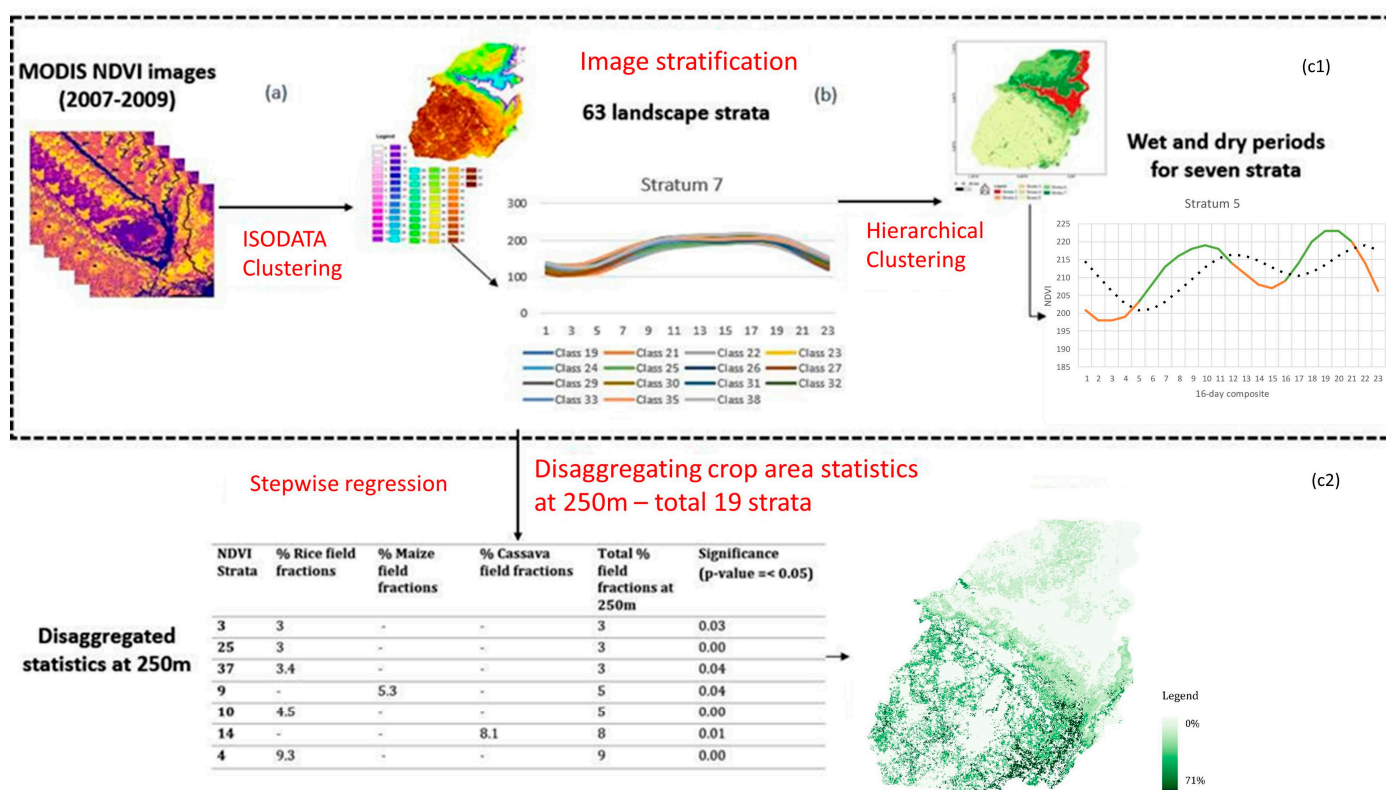 Image stratification
MODIS NDVI images
(2007-2009)
(a)
(b)
(c1)
63 landscape strata
Wet and dry periods
for seven strata
Legend
ISODATA
Clustering
Hierarchical
Clustering
Stratum 7
300
200
100
0
1 3 5 7 9 11 13 15 17 19 21 23
Class 19 Class 21 Class 22 Class 23
Class 24 Class 25 Class 26 Class 27
Class 29 Class 30 Class 31 Class 32
Class 33 Class 35 Class 38
Stratum 5
225
220
215
210
205
200
195
190
185
NDVI
1 2 3 4 5 6 7 8 9 10 11 12 13 14 15 16 17 18 19 20 21 22 23
16-day composite
Stepwise regression
Disaggregating crop area statistics
at 250m – total 19 strata
(c2)
Disaggregated
statistics at 250m
NDVI Strata % Rice field fractions % Maize field fractions % Cassava field fractions Total % field fractions at 250m Significance (p-value =< 0.05)
3 3 - - 3 0.03
25 3 - - 3 0.00
37 3.4 - - 3 0.04
9 - 5.3 - 5 0.04
10 4.5 - - 5 0.00
14 - - 8.1 8 0.01
4 9.3 - - 9 0.00
Legend
0%
71%